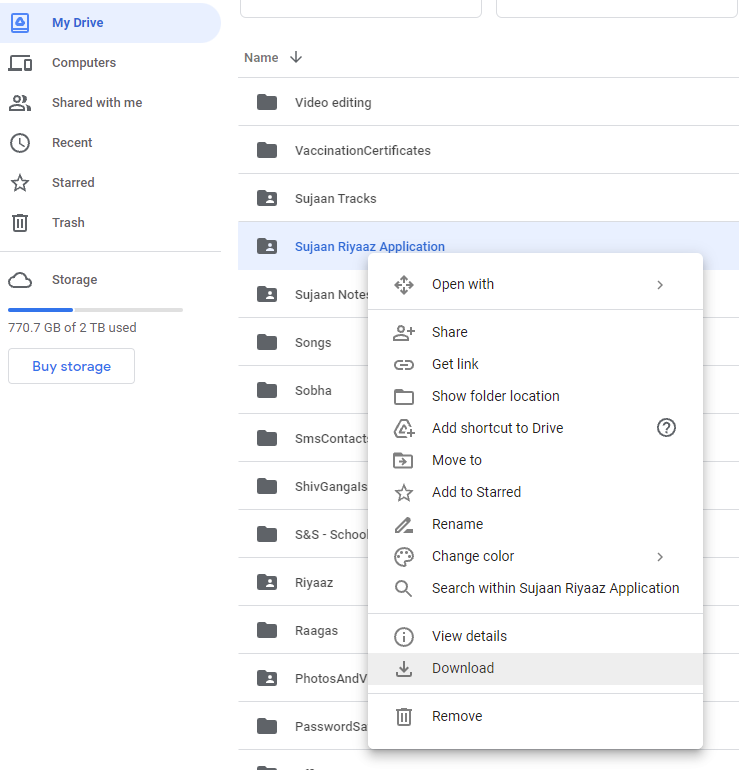 My Drive
Computers
Shared with me
Recent
Starred
Trash
Storage
770.7 GB of 2 TB used
Buy storage
Name
Video editing
VaccinationCertificates
Sujaan Tracks
Sujaan Riyaaz Application
Sujaan Notes
Songs
Sobha
SmsContacts
ShivGangaIs
S&S - School
Riyaaz
Raagas
PhotosAndV
PasswordSa
Open with
Share
Get link
Show folder location
Add shortcut to Drive
Move to
Add to Starred
Rename
Change color
Search within Sujaan Riyaaz Application
View details
Download
Remove